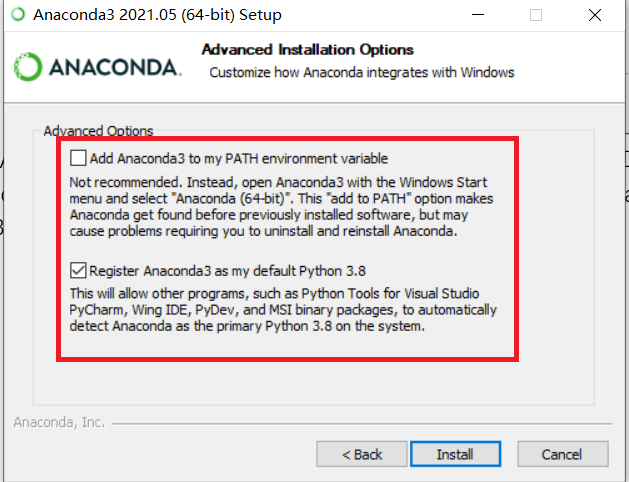 Anaconda3 2021.05 (64-bit) Setup
Advanced Installation Options
ANACONDA.
Customize how Anaconda integrates with Windows
Advanced Options
Add Anaconda3 to my PATH environment variable
Not recommended. Instead, open Anaconda3 with the Windows Start
menu and select "Anaconda (64-bit)". This "add to PATH" option makes
Anaconda get found before previously installed software, but may
cause problems requiring you to uninstall and reinstall Anaconda.
Register Anaconda3 as my default Python 3.8
This will allow other programs, such as Python Tools for Visual Studio
PyCharm, Wing IDE, PyDev, and MSI binary packages, to automatically
detect Anaconda as the primary Python 3.8 on the system.
Anaconda, Inc.
< Back
Install
Cancel